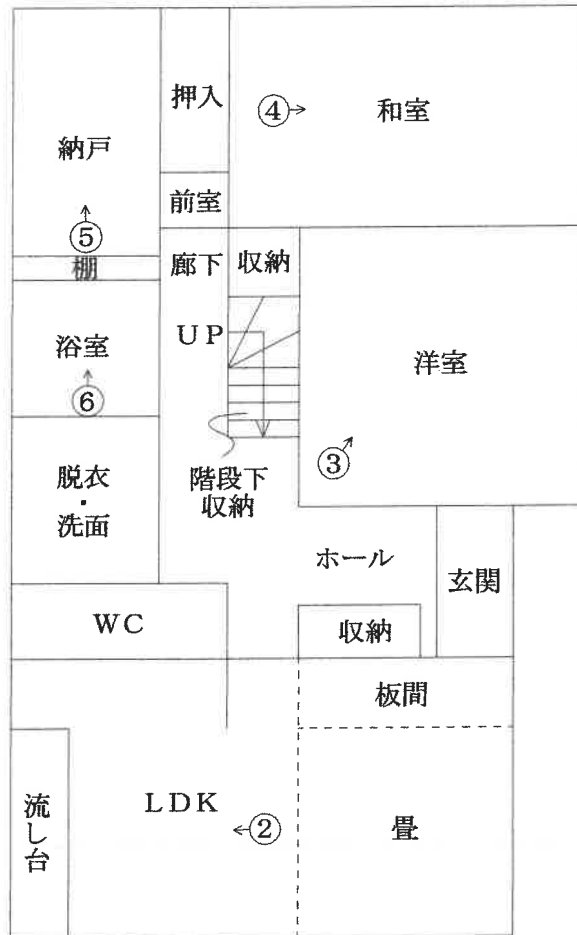 押入
④→
和室
納戸
前室
↑
⑤
棚
廊下
収納
UP
浴室
↑
⑥
洋室
③
脱衣
・
洗面
階段下
収納
ホール
玄関
WC
収納
板間
流し台
LDK
←②
畳